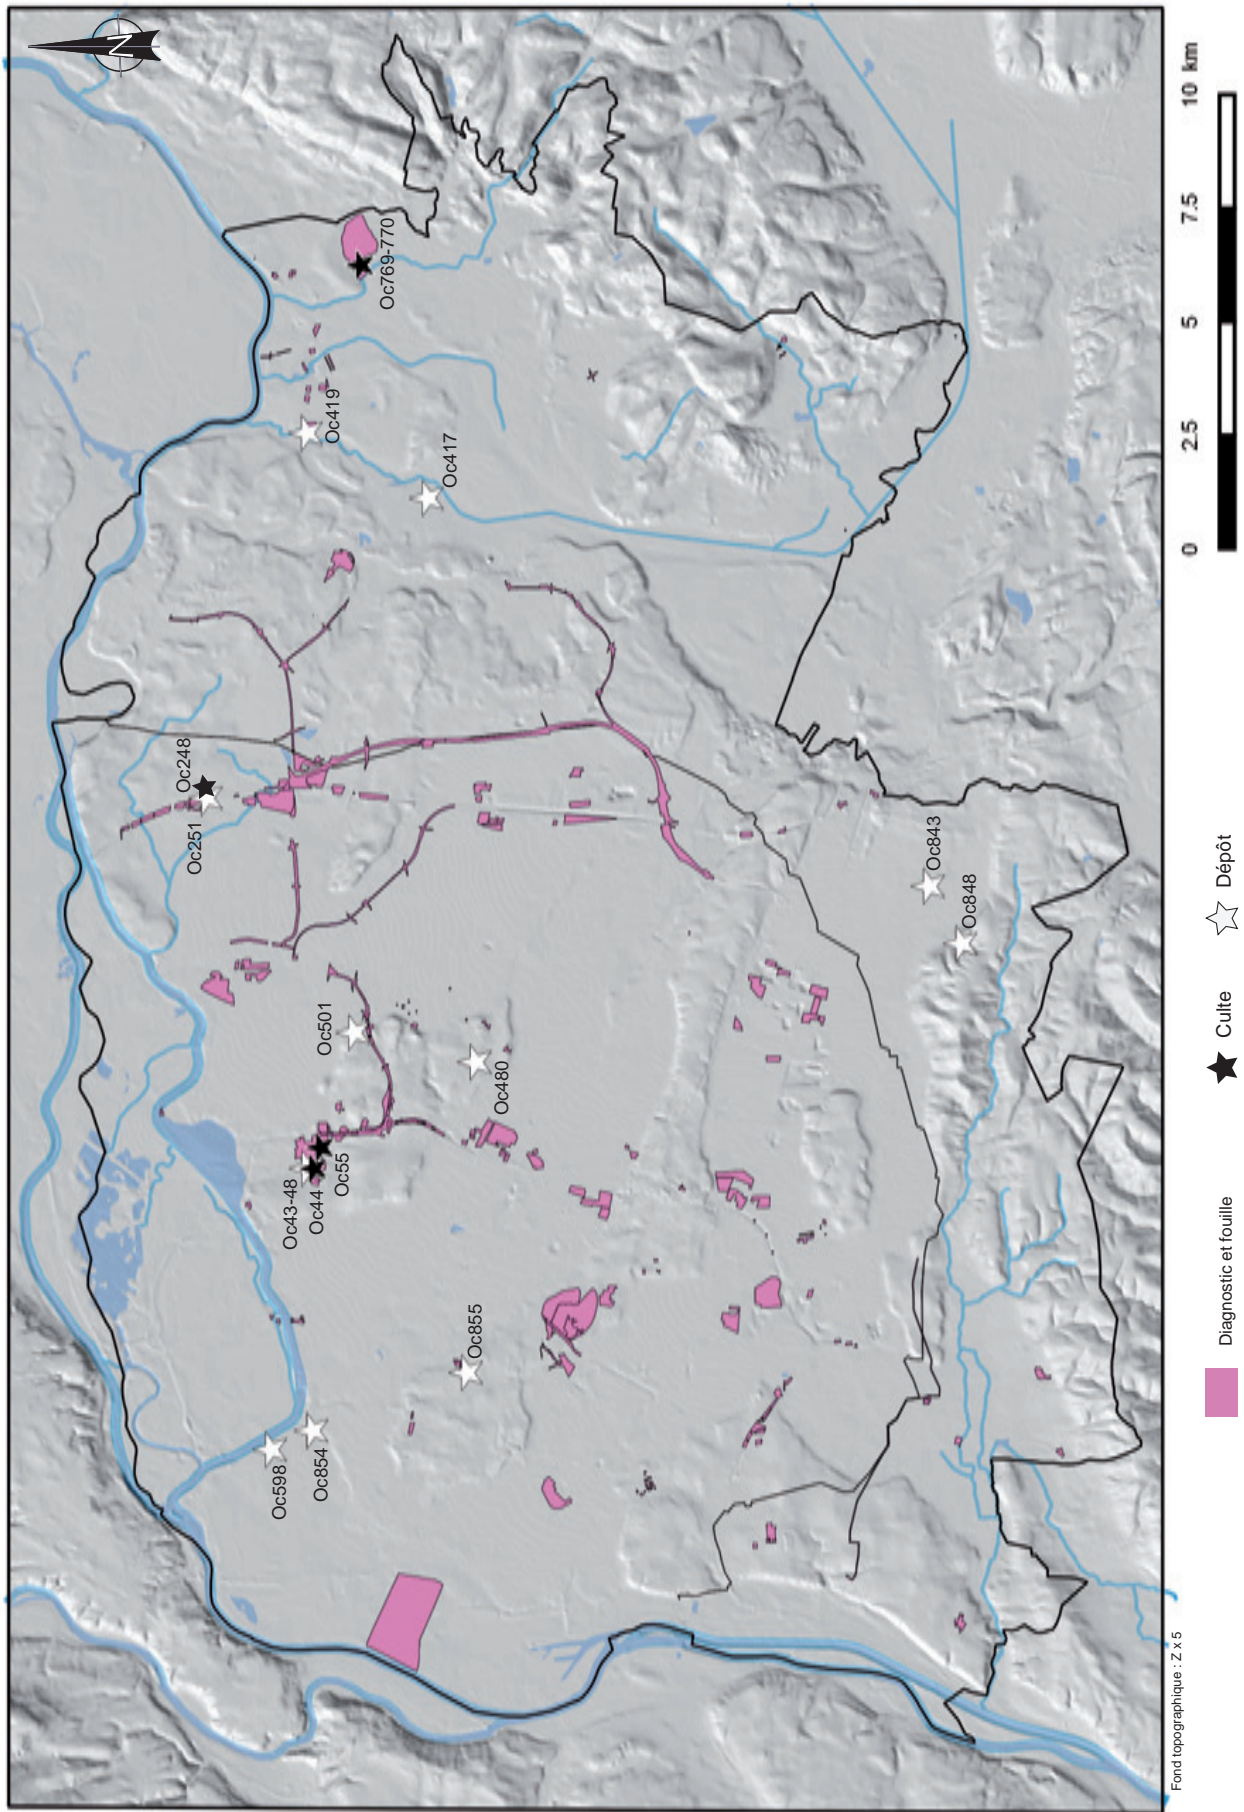 N
Oc769-770
Oc419
Oc417
Oc248
Oc251
Oc843
Oc848
Oc501
Oc480
Oc43-48
Oc44
Oc55
Oc855
Oc598
Oc854
0 2.5 5 7.5 10 km
Diagnostic et fouille
Culte
Dépôt
Fond topographique : Z x 5